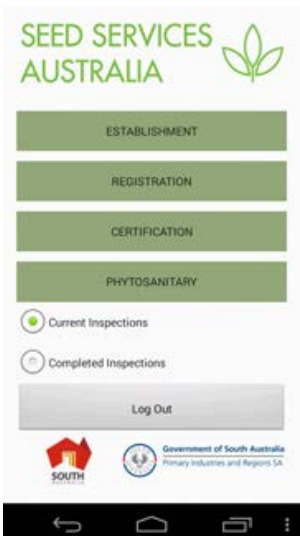 SEED SERVICES
AUSTRALIA
ESTABLISHMENT
REGISTRATION
CERTIFICATION
PHYTOSANITARY
Current Inspections
Completed Inspections
Log Out
SOUTH
AUSTRALIA
Government of South Australia
Primary Industries and Regions SA